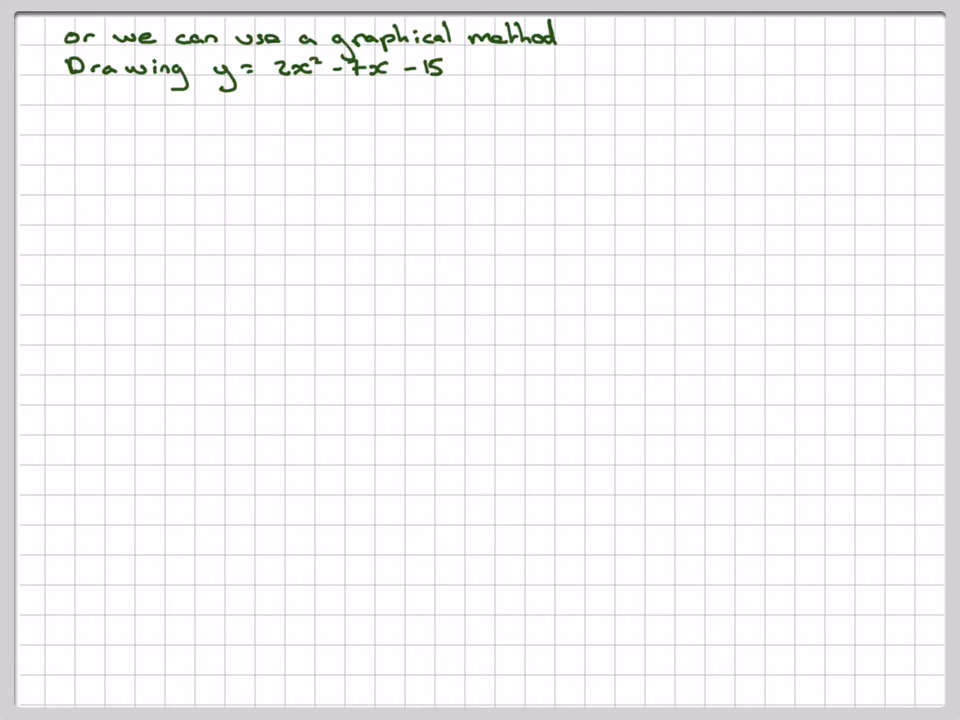 or we can use a graphical method
Drawing y = 2x² - 7x - 15